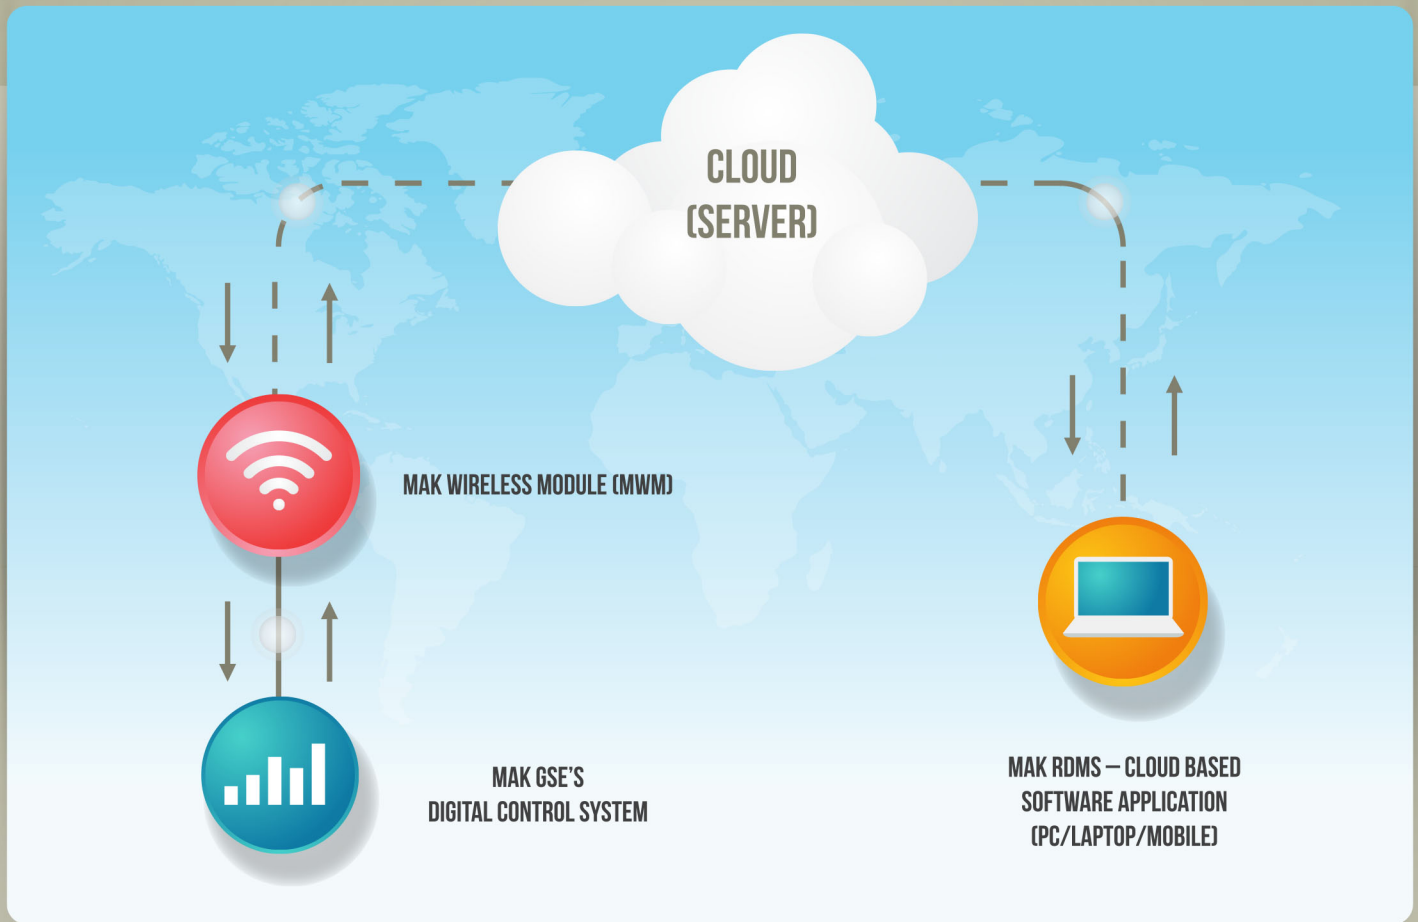 CLOUD
(SERVER)
MAK WIRELESS MODULE (MWM)
MAK GSE'S
DIGITAL CONTROL SYSTEM
MAK RDMS – CLOUD BASED
SOFTWARE APPLICATION
(PC/LAPTOP/MOBILE)